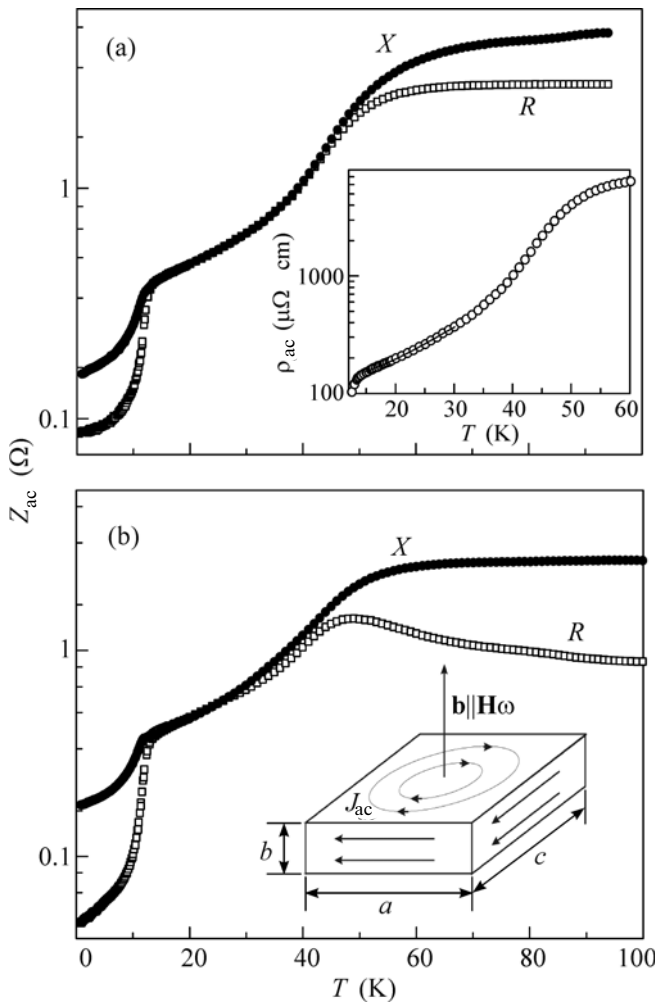 (a)
X
R
1
0.1
ρac (μΩ cm)
1000
100
20 30 40 50 60
T (K)
Zac (Ω)
(b)
X
R
1
0.1
b||Hω
Jac
b
a
c
0 20 40 60 80 100
T (K)